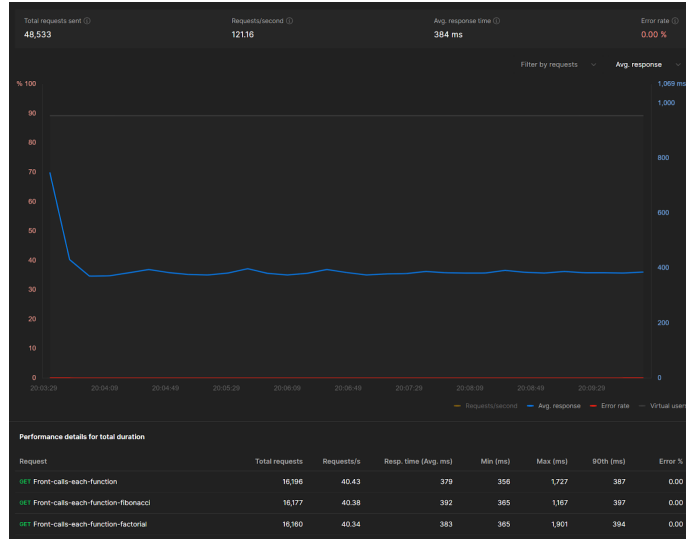 Total requests sent ⓘ Requests/second ⓘ Avg. response time ⓘ Error rate ⓘ
48,533 121.16 384 ms 0.00 %
Filter by requests Avg. response
% 100 1,069 ms
1,000
90
80 800
70
60 600
50
40 400
30
20 200
10
0 0
20:03:29 20:04:09 20:04:49 20:05:29 20:06:09 20:06:49 20:07:29 20:08:09 20:08:49 20:09:29
Requests/second Avg. response Error rate Virtual users
Performance details for total duration
Request Total requests Requests/s Resp. time (Avg. ms) Min (ms) Max (ms) 90th (ms) Error %
GET Front-calls-each-function 16,196 40.43 379 356 1,727 387 0.00
GET Front-calls-each-function-fibonacci 16,177 40.38 392 365 1,167 397 0.00
GET Front-calls-each-function-factorial 16,160 40.34 383 365 1,901 394 0.00